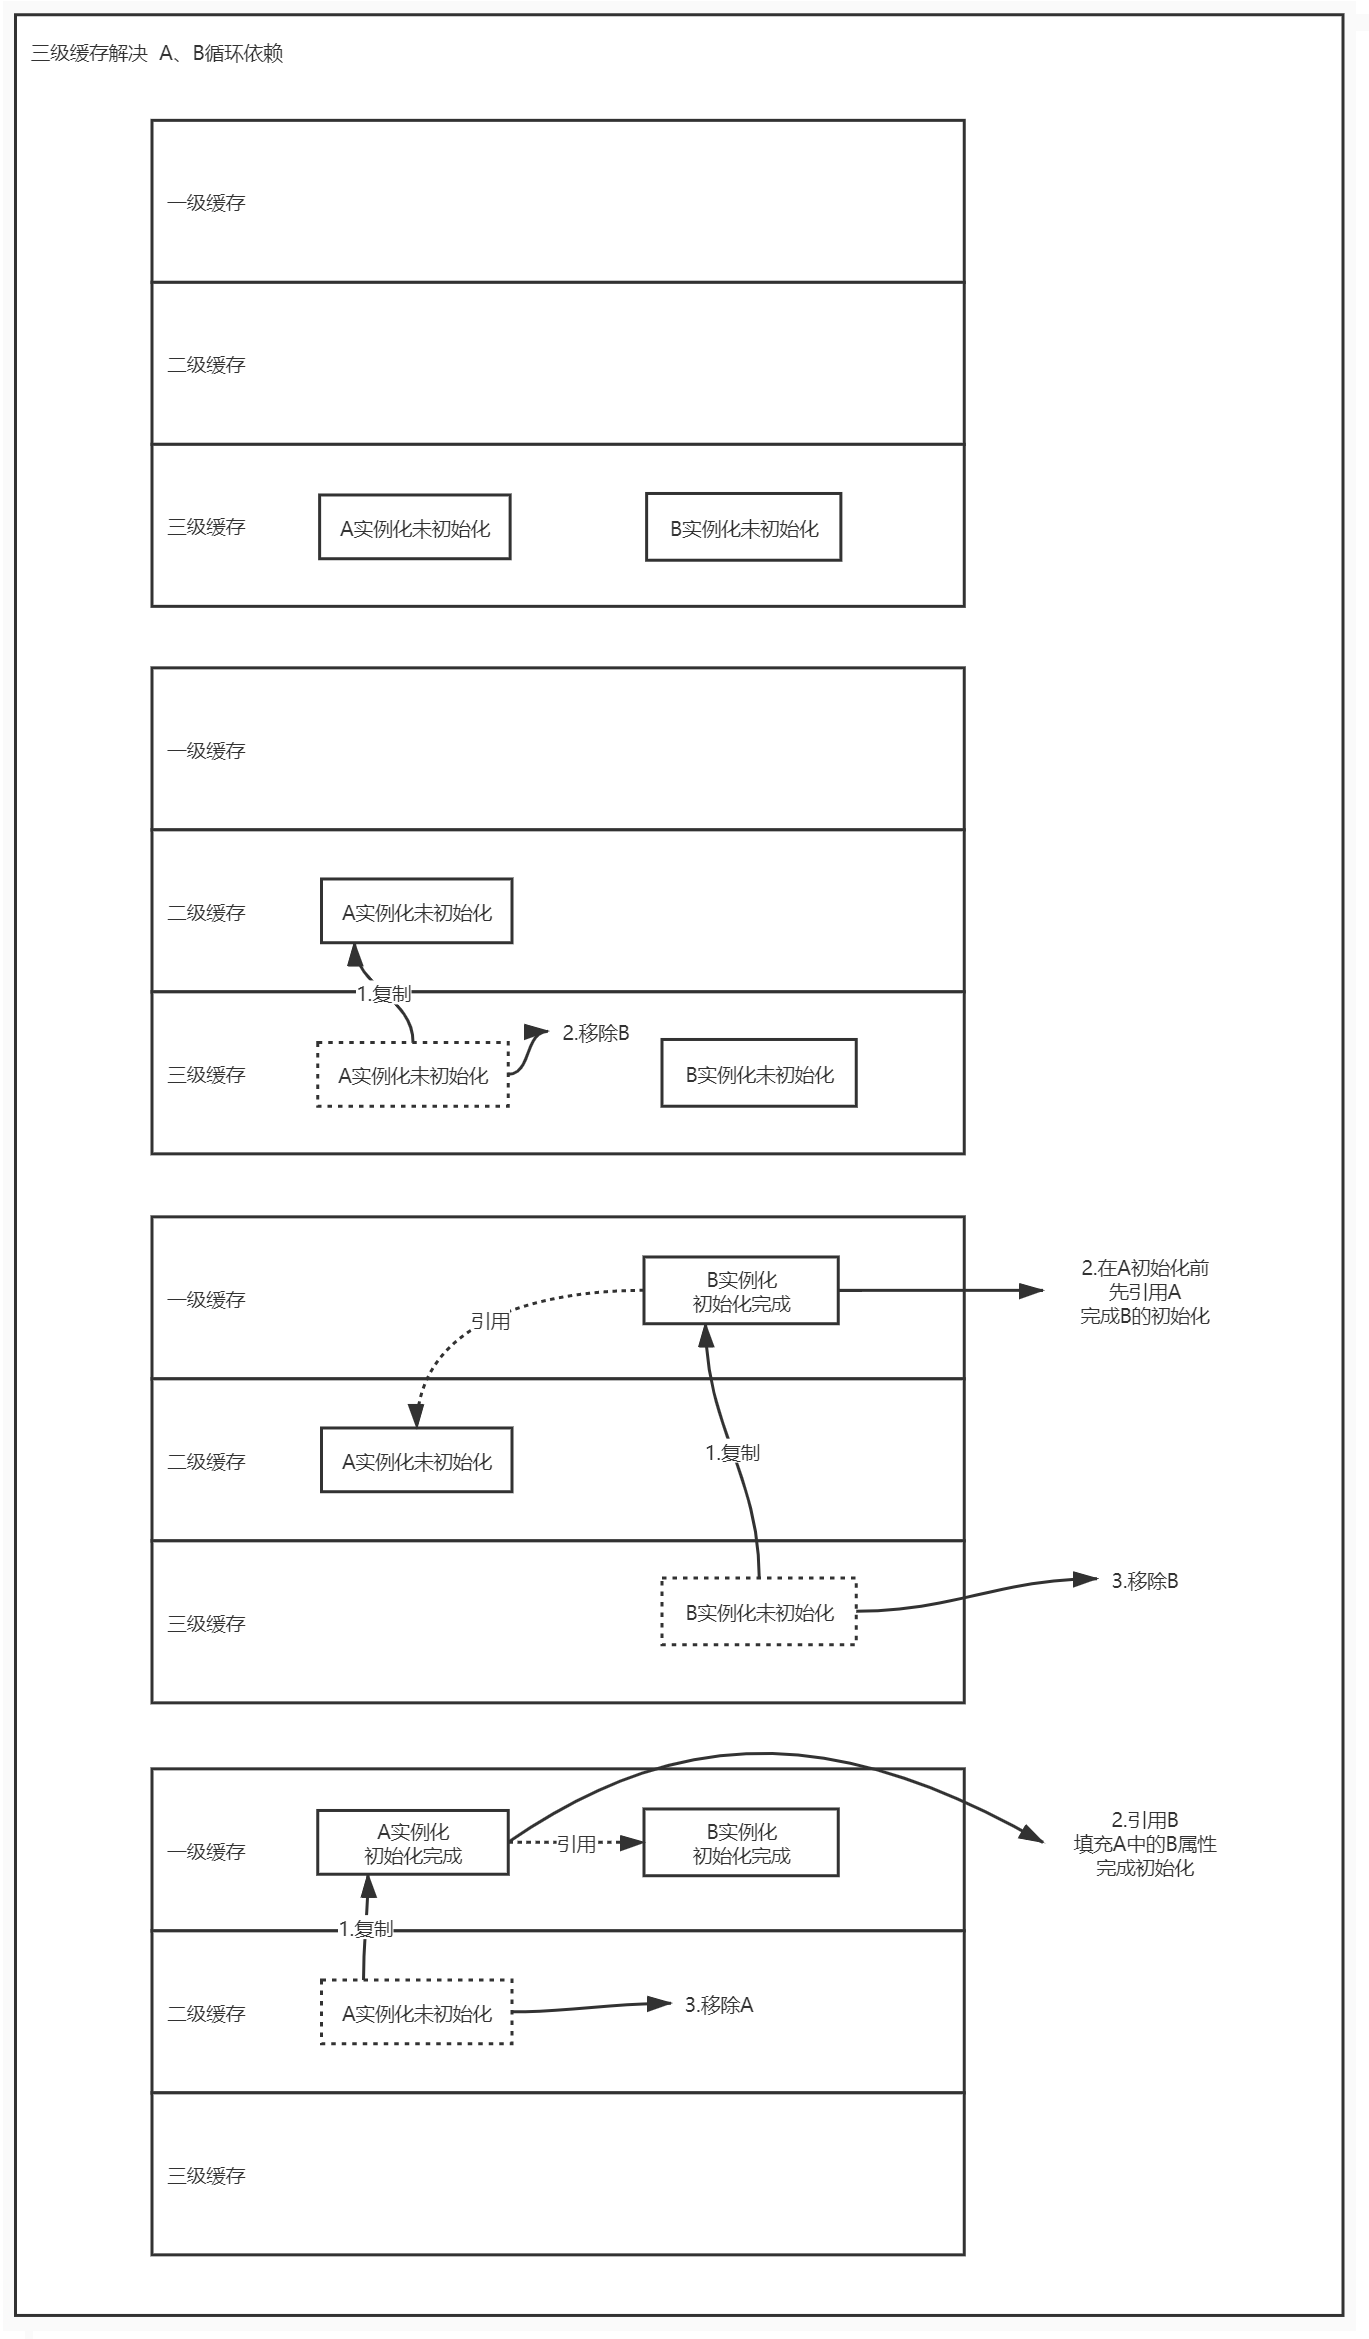 三级缓存解决  A、B循环依赖
一级缓存
二级缓存
三级缓存
A实例化未初始化
B实例化未初始化
一级缓存
二级缓存
A实例化未初始化
1.复制
三级缓存
A实例化未初始化
2.移除B
B实例化未初始化
一级缓存
引用
B实例化
初始化完成
2.在A初始化前
先引用A
完成B的初始化
二级缓存
A实例化未初始化
1.复制
三级缓存
B实例化未初始化
3.移除B
一级缓存
A实例化
初始化完成
引用
B实例化
初始化完成
2.引用B
填充A中的B属性
完成初始化
1.复制
二级缓存
A实例化未初始化
3.移除A
三级缓存